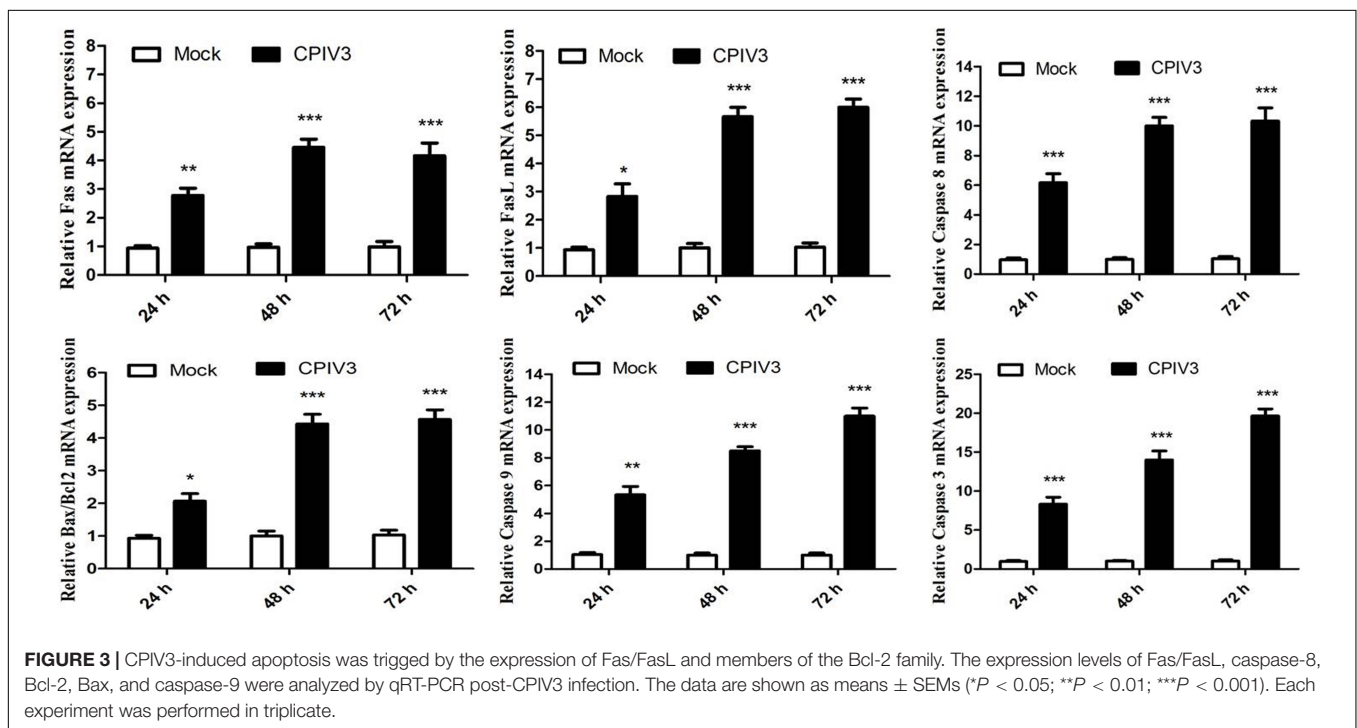 Mock CPIV3
Relative Fas mRNA expression
8
7
6
5
4
3
2
1
0
**
***
***
24 h
48 h
72 h
Mock CPIV3
Relative FasL mRNA expression
8
7
6
5
4
3
2
1
0
*
***
***
24 h
48 h
72 h
Mock CPIV3
Relative Caspase 8 mRNA expression
14
12
10
8
6
4
2
0
***
***
***
24 h
48 h
72 h
Mock CPIV3
Relative Bax/Bcl2 mRNA expression
6
5
4
3
2
1
0
*
***
***
24 h
48 h
72 h
Mock CPIV3
Relative Caspase 9 mRNA expression
14
12
10
8
6
4
2
0
**
***
***
24 h
48 h
72 h
Mock CPIV3
Relative Caspase 3 mRNA expression
25
20
15
10
5
0
***
***
***
24 h
48 h
72 h
FIGURE 3 | CPIV3-induced apoptosis was trigged by the expression of Fas/FasL and members of the Bcl-2 family. The expression levels of Fas/FasL, caspase-8,
Bcl-2, Bax, and caspase-9 were analyzed by qRT-PCR post-CPIV3 infection. The data are shown as means ± SEMs (*P < 0.05; **P < 0.01; ***P < 0.001). Each
experiment was performed in triplicate.